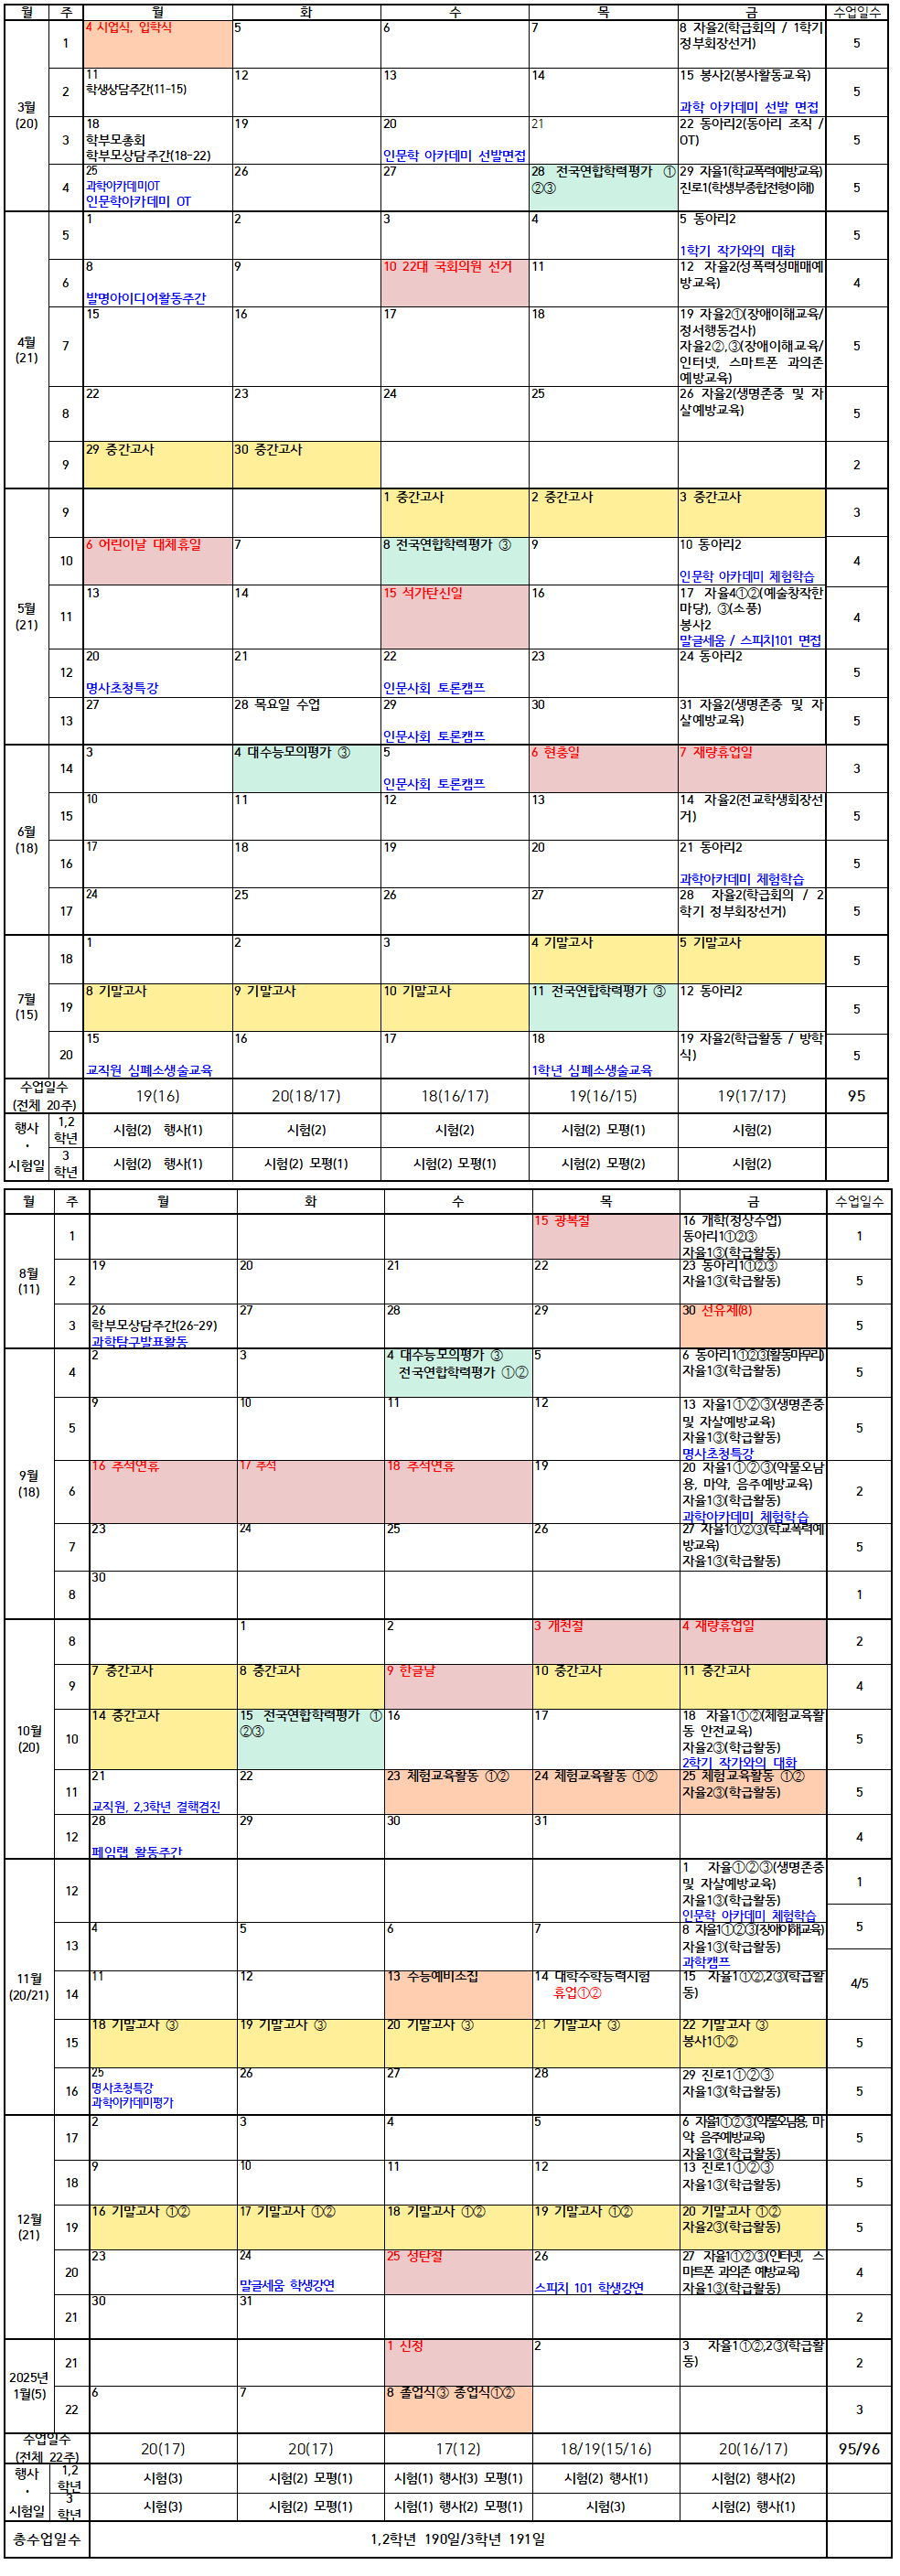 월 주 월 화 수 목 금 수업일수
3월
(20)
1
4 시업식, 입학식
5
6
7
8 자율2(학급회의 / 1학기
정부회장선거)
5
2
11
학생상담주간(11-15)
12
13
14
15 봉사2(봉사활동교육)
과학 아카데미 선발 면접
5
3
18
학부모총회
학부모상담주간(18-22)
19
20
인문학 아카데미 선발면접
21
22 동아리2(동아리 조직 /
OT)
5
4
25
과학아카데미OT
인문학아카데미 OT
26
27
28 전국연합학력평가 ①
②③
29 자율1(학교폭력예방교육)
진로1(학생부종합전형이해)
5
4월
(21)
5
1
2
3
4
5 동아리2
1학기 작가와의 대화
5
6
8
발명아이디어활동주간
9
10 22대 국회의원 선거
11
12 자율2(성폭력성매매예
방교육)
4
7
15
16
17
18
19 자율2①(장애이해교육/
정서행동검사)
자율2②,③(장애이해교육/
인터넷, 스마트폰 과의존
예방교육)
5
8
22
23
24
25
26 자율2(생명존중 및 자
살예방교육)
5
9
29 중간고사
30 중간고사
2
5월
(21)
9
1 중간고사
2 중간고사
3 중간고사
3
10
6 어린이날 대체휴일
7
8 전국연합학력평가 ③
9
10 동아리2
인문학 아카데미 체험학습
4
11
13
14
15 석가탄신일
16
17 자율4①②(예술창작한
마당), ③(소풍)
봉사2
말글세움 / 스피치101 면접
4
12
20
명사초청특강
21
22
인문사회 토론캠프
23
24 동아리2
5
13
27
28 목요일 수업
29
인문사회 토론캠프
30
31 자율2(생명존중 및 자
살예방교육)
5
6월
(18)
14
3
4 대수능모의평가 ③
5
인문사회 토론캠프
6 현충일
7 재량휴업일
3
15
10
11
12
13
14 자율2(전교학생회장선
거)
5
16
17
18
19
20
21 동아리2
과학아카데미 체험학습
5
17
24
25
26
27
28 자율2(학급회의 / 2
학기 정부회장선거)
5
7월
(15)
18
1
2
3
4 기말고사
5 기말고사
5
19
8 기말고사
9 기말고사
10 기말고사
11 전국연합학력평가 ③
12 동아리2
5
20
15
교직원 심폐소생술교육
16
17
18
1학년 심폐소생술교육
19 자율2(학급활동 / 방학
식)
5
수업일수
(전체 20주)
19(16) 20(18/17) 18(16/17) 19(16/15) 19(17/17) 95
행사
·
시험일
1,2
학년
시험(2) 행사(1) 시험(2) 시험(2) 시험(2) 모평(1) 시험(2)
3
학년
시험(2) 행사(1) 시험(2) 모평(1) 시험(2) 모평(1) 시험(2) 모평(2) 시험(2)
월 주 월 화 수 목 금 수업일수
8월
(11)
1
15 광복절
16 개학(정상수업)
동아리1①②③
자율1③(학급활동)
1
2
19
20
21
22
23 동아리1①②③
자율1③(학급활동)
5
3
26
학부모상담주간(26-29)
과학탐구발표활동
27
28
29
30 선유제(8)
5
9월
(18)
4
2
3
4 대수능모의평가 ③
전국연합학력평가 ①②
5
6 동아리1①②③(활동마무리)
자율1③(학급활동)
5
5
9
10
11
12
13 자율1①②③(생명존중
및 자살예방교육)
자율1③(학급활동)
명사초청특강
5
6
16 추석연휴
17 추석
18 추석연휴
19
20 자율1①②③(약물오남
용, 마약, 음주예방교육)
자율1③(학급활동)
과학아카데미 체험학습
2
7
23
24
25
26
27 자율1①②③(학교폭력예
방교육)
자율1③(학급활동)
5
8
30
1
10월
(20)
8
1
2
3 개천절
4 재량휴업일
2
9
7 중간고사
8 중간고사
9 한글날
10 중간고사
11 중간고사
4
10
14 중간고사
15 전국연합학력평가 ①
②③
16
17
18 자율1①②(체험교육활
동 안전교육)
자율2③(학급활동)
2학기 작가와의 대화
5
11
21
교직원, 2,3학년 결핵검진
22
23 체험교육활동 ①②
24 체험교육활동 ①②
25 체험교육활동 ①②
자율2③(학급활동)
5
12
28
페임랩 활동주간
29
30
31
4
11월
(20/21)
12
1 자율①②③(생명존중
및 자살예방교육)
자율1③(학급활동)
인문학 아카데미 체험학습
1
13
4
5
6
7
8 자율1①②③(장애이해교육)
자율1③(학급활동)
과학캠프
5
14
11
12
13 수능예비소집
14 대학수학능력시험
휴업①②
15 자율1①②,2③(학급활
동)
4/5
15
18 기말고사 ③
19 기말고사 ③
20 기말고사 ③
21 기말고사 ③
22 기말고사 ③
봉사1①②
5
16
25
명사초청특강
과학아카데미평가
26
27
28
29 진로1①②③
자율1③(학급활동)
5
12월
(21)
17
2
3
4
5
6 자율1①②③(약물오남용, 마
약, 음주예방교육)
자율1③(학급활동)
5
18
9
10
11
12
13 진로1①②③
자율1③(학급활동)
5
19
16 기말고사 ①②
17 기말고사 ①②
18 기말고사 ①②
19 기말고사 ①②
20 기말고사 ①②
자율2③(학급활동)
5
20
23
24
말글세움 학생강연
25 성탄절
26
스피치 101 학생강연
27 자율1①②③(인터넷, 스
마트폰 과의존 예방교육)
자율1③(학급활동)
4
21
30
31
2
2025년
1월(5)
21
1 신정
2
3 자율1①②,2③(학급활
동)
2
22
6
7
8 졸업식③ 종업식①②
3
수업일수
(전체 22주)
20(17) 20(17) 17(12) 18/19(15/16) 20(16/17) 95/96
행사
·
시험일
1,2
학년
시험(3) 시험(2) 모평(1) 시험(1) 행사(3) 모평(1) 시험(2) 행사(1) 시험(2) 행사(2)
3
학년
시험(3) 시험(2) 모평(1) 시험(1) 행사(2) 모평(1) 시험(3) 시험(2) 행사(1)
총수업일수 1,2학년 190일/3학년 191일